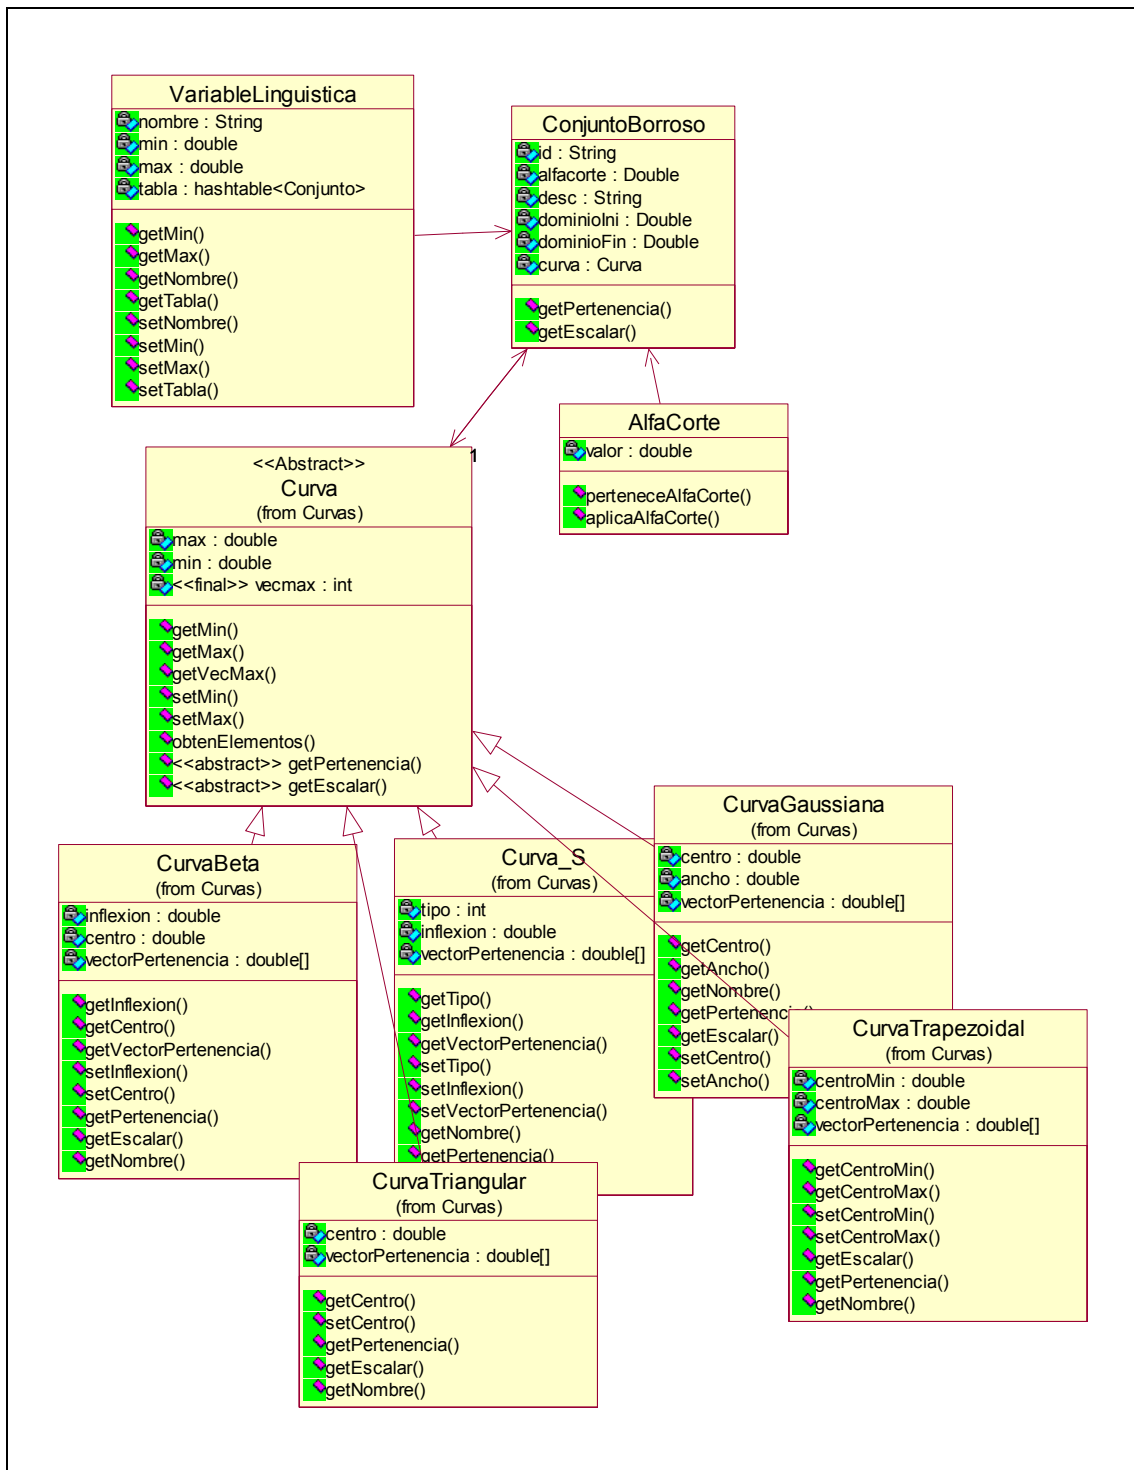 VariableLinguistica
nombre : String
min : double
max : double
tabla : hashtable<Conjunto>
getMin()
getMax()
getNombre()
getTabla()
setNombre()
setMin()
setMax()
setTabla()
ConjuntoBorroso
id : String
alfacorte : Double
desc : String
dominioIni : Double
dominioFin : Double
curva : Curva
getPertenencia()
getEscalar()
AlfaCorte
valor : double
perteneceAlfaCorte()
aplicaAlfaCorte()
1
<<Abstract>>
Curva
(from Curvas)
max : double
min : double
<<final>> vecmax : int
getMin()
getMax()
getVecMax()
setMin()
setMax()
obtenElementos()
<<abstract>> getPertenencia()
<<abstract>> getEscalar()
CurvaBeta
(from Curvas)
inflexion : double
centro : double
vectorPertenencia : double[]
getInflexion()
getCentro()
getVectorPertenencia()
setInflexion()
setCentro()
getPertenencia()
getEscalar()
getNombre()
Curva_S
(from Curvas)
tipo : int
inflexion : double
vectorPertenencia : double[]
getTipo()
getInflexion()
getVectorPertenencia()
setTipo()
setInflexion()
setVectorPertenencia()
getNombre()
getPertenencia()
CurvaGaussiana
(from Curvas)
centro : double
ancho : double
vectorPertenencia : double[]
getCentro()
getAncho()
getNombre()
getPertenencia()
getEscalar()
setCentro()
setAncho()
CurvaTrapezoidal
(from Curvas)
centroMin : double
centroMax : double
vectorPertenencia : double[]
getCentroMin()
getCentroMax()
setCentroMin()
setCentroMax()
getEscalar()
getPertenencia()
getNombre()
CurvaTriangular
(from Curvas)
centro : double
vectorPertenencia : double[]
getCentro()
setCentro()
getPertenencia()
getEscalar()
getNombre()